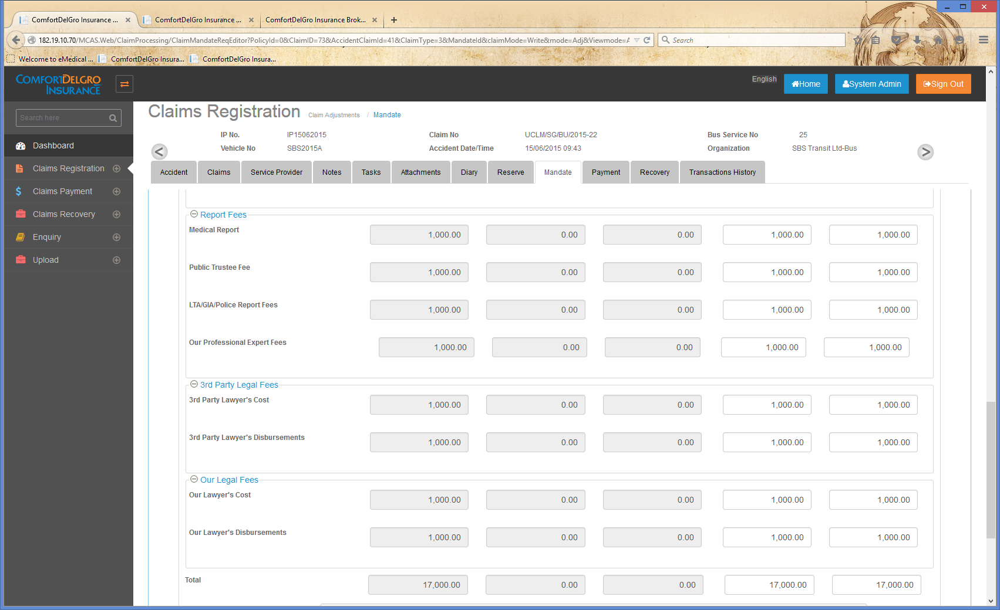 ComfortDelGro Insurance ...
ComfortDelGro Insurance ...
ComfortDelGro Insurance Brok...
182.19.10.70/MCAS.Web/ClaimProcessing/ClaimMandateReqEditor?PolicyId=0&ClaimID=73&AccidentClaimId=41&ClaimType=3&MandateId&claimMode=Write&mode=Adj&Viewmode=A
Search
Welcome to eMedical ...
ComfortDelGro Insura...
ComfortDelGro Insura...
COMFORTDELGRO INSURANCE
English
Home
System Admin
Sign Out
Search here
Dashboard
Claims Registration
Claims Payment
Claims Recovery
Enquiry
Upload
Claims Registration Claim Adjustments / Mandate
IP No. IP15062015 Claim No UCLM/SG/BU/2015-22 Bus Service No 25
Vehicle No SBS2015A Accident Date/Time 15/06/2015 09:43 Organization SBS Transit Ltd-Bus
Accident Claims Service Provider Notes Tasks Attachments Diary Reserve Mandate Payment Recovery Transactions History
Report Fees
Medical Report 1,000.00 0.00 0.00 1,000.00 1,000.00
Public Trustee Fee 1,000.00 0.00 0.00 1,000.00 1,000.00
LTA/GIA/Police Report Fees 1,000.00 0.00 0.00 1,000.00 1,000.00
Our Professional Expert Fees 1,000.00 0.00 0.00 1,000.00 1,000.00
3rd Party Legal Fees
3rd Party Lawyer's Cost 1,000.00 0.00 0.00 1,000.00 1,000.00
3rd Party Lawyer's Disbursements 1,000.00 0.00 0.00 1,000.00 1,000.00
Our Legal Fees
Our Lawyer's Cost 1,000.00 0.00 0.00 1,000.00 1,000.00
Our Lawyer's Disbursements 1,000.00 0.00 0.00 1,000.00 1,000.00
Total 17,000.00 0.00 0.00 17,000.00 17,000.00